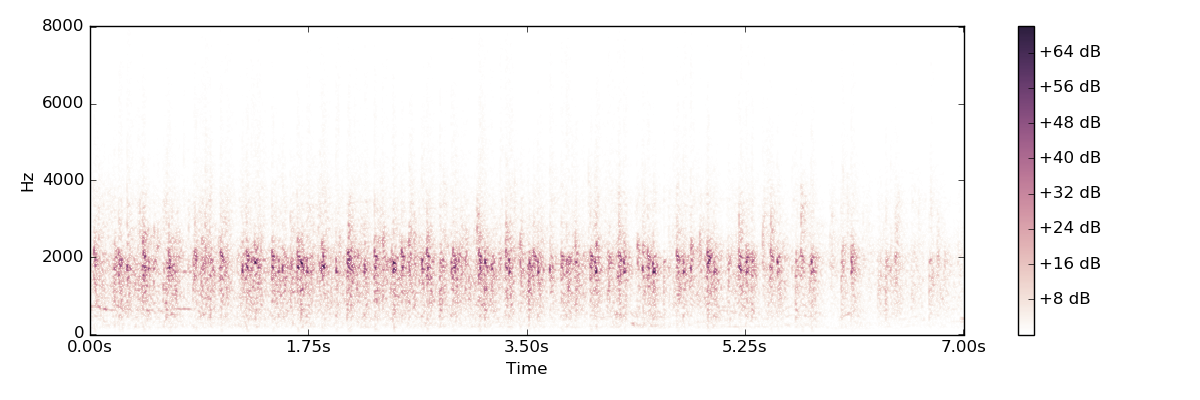 8000
6000
4000
2000
0
Hz
0.00s
1.75s
3.50s
5.25s
7.00s
Time
+64 dB
+56 dB
+48 dB
+40 dB
+32 dB
+24 dB
+16 dB
+8 dB